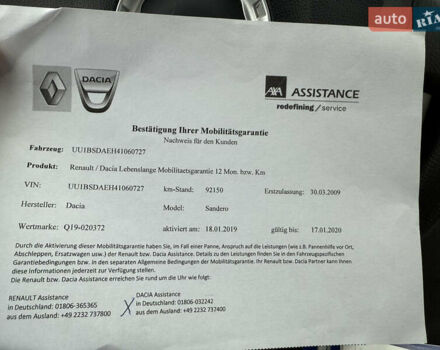 auto RIA
DACIA
AXA ASSISTANCE
redefining / service
Bestätigung Ihrer Mobilitätsgarantie
Nachweis für den Kunden
Fahrzeug: UU1BSDAEH41060727
Produkt: Renault / Dacia Lebenslange Mobilitaetsgarantie 12 Mon. bzw. Km
VIN: UU1BSDAEH41060727 km-Stand: 92150 Erstzulassung: 30.03.2009
Hersteller: Dacia Model: Sandero
Wertmarke: Q19-020372 aktiviert am: 18.01.2019 gültig bis: 17.01.2020
Durch die Aktivierung dieser Mobilitätsgarantie haben Sie, im Fall einer Panne, Anspruch auf die Leistungen (wie z.B. Pannenhilfe vor Ort,
Abschleppen, Ersatzwagen usw.) der Renault bzw. Dacia Assistance. Details zu den Leistungen finden Sie in den Fahrzeugspezifischen
Garantiebedingungen bzw. in den separaten Allgemeine Bedingungen der Mobilitätsgarantie. Ihr Renault bzw. Dacia Partner kann Ihnen
diese Informationen jederzeit zur Verfügung stellen.
Die Renault bzw. Dacia Assistance erreichen Sie rund um die Uhr wie folgt:
RENAULT Assistance
in Deutschland: 01806-365365
aus dem Ausland: +49 2232 737800
X DACIA Assistance
in Deutschland: 01806-032242
aus dem Ausland: +49 2232 737400